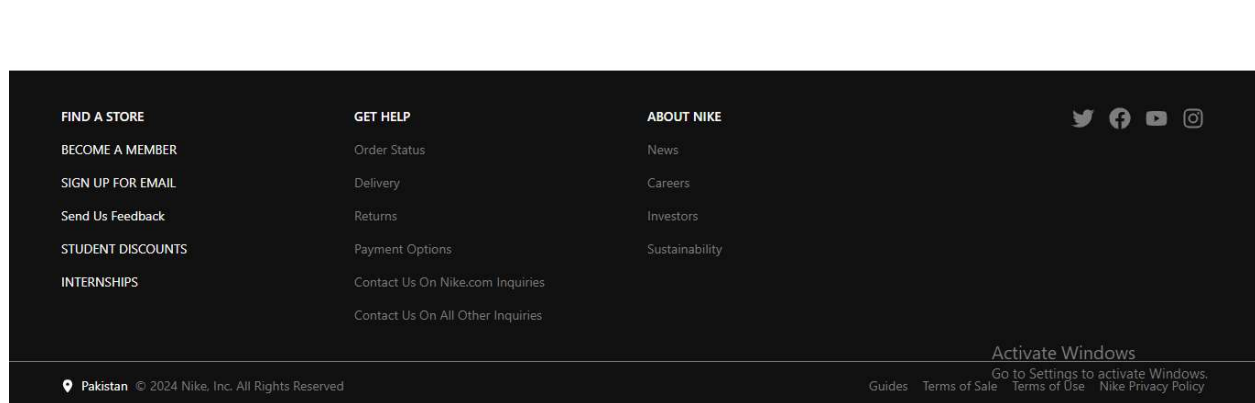 FIND A STORE
BECOME A MEMBER
SIGN UP FOR EMAIL
Send Us Feedback
STUDENT DISCOUNTS
INTERNSHIPS
GET HELP
Order Status
Delivery
Returns
Payment Options
Contact Us On Nike.com Inquiries
Contact Us On All Other Inquiries
ABOUT NIKE
News
Careers
Investors
Sustainability
Activate Windows
Go to Settings to activate Windows.
Pakistan © 2024 Nike, Inc. All Rights Reserved
Guides Terms of Sale Terms of Use Nike Privacy Policy